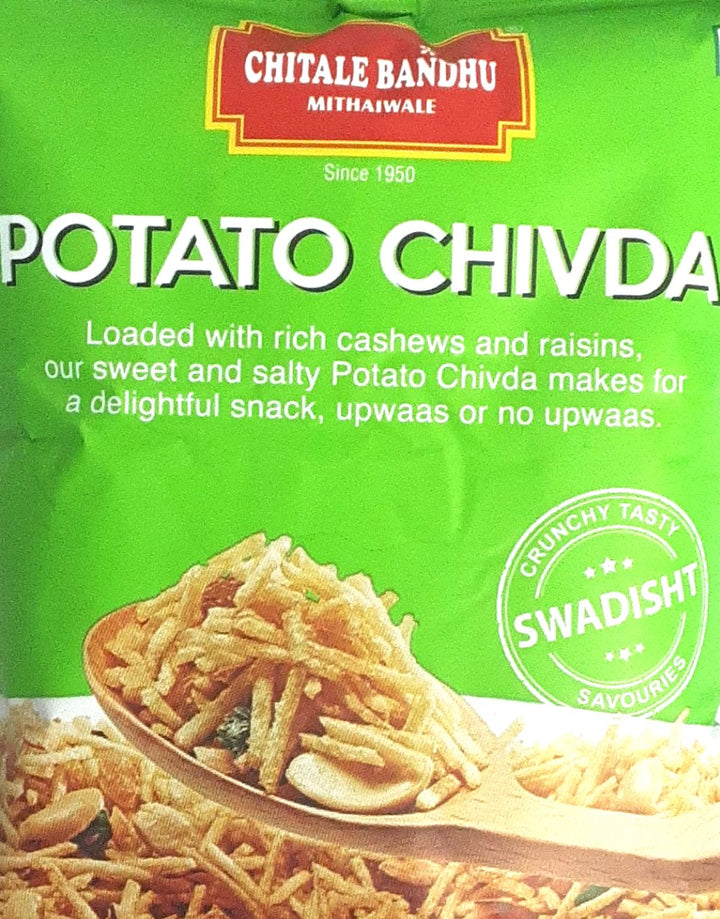 CHITALE BANDHU
MITHAIWALE
Since 1950
POTATO CHIVDA
Loaded with rich cashews and raisins,
our sweet and salty Potato Chivda makes for
a delightful snack, upwaas or no upwaas.
CRUNCHY TASTY
SWADISHT
SAVOURIES